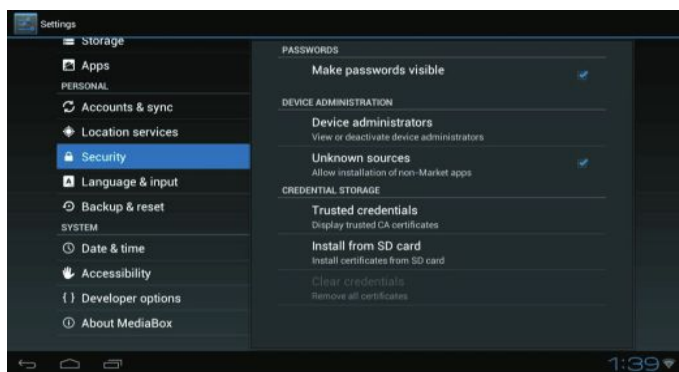 Settings
Storage
Apps
PERSONAL
Accounts & sync
Location services
Security
Language & input
Backup & reset
SYSTEM
Date & time
Accessibility
{ } Developer options
About MediaBox
PASSWORDS
Make passwords visible
DEVICE ADMINISTRATION
Device administrators
View or deactivate device administrators
Unknown sources
Allow installation of non-Market apps
CREDENTIAL STORAGE
Trusted credentials
Display trusted CA certificates
Install from SD card
Install certificates from SD card
Clear credentials
Remove all certificates
1:39